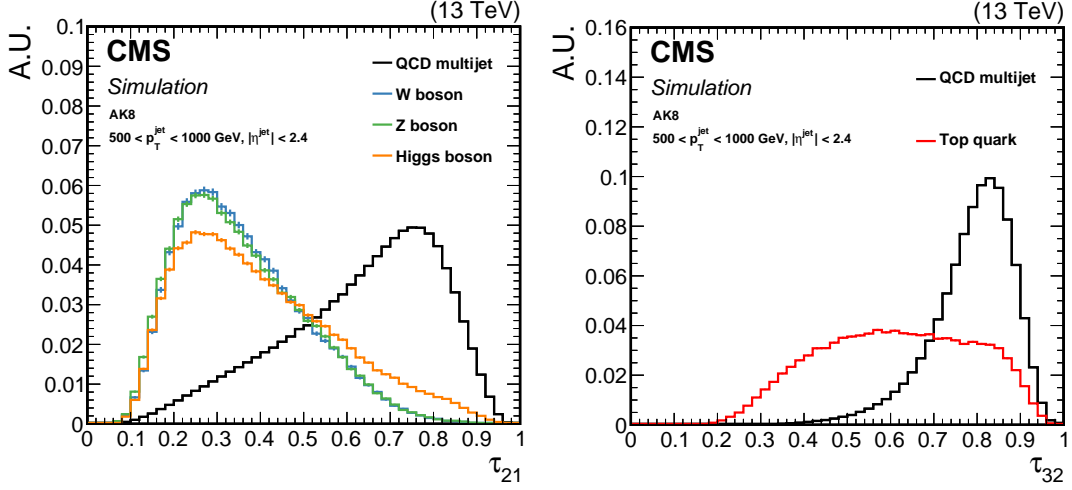 (13 TeV)
A.U.
0.1
0.09
0.08
0.07
0.06
0.05
0.04
0.03
0.02
0.01
0
CMS
Simulation
AK8
500 < p_T^jet < 1000 GeV, |η^jet| < 2.4
QCD multijet
W boson
Z boson
Higgs boson
0 0.1 0.2 0.3 0.4 0.5 0.6 0.7 0.8 0.9 1
τ21
(13 TeV)
A.U.
0.16
0.14
0.12
0.1
0.08
0.06
0.04
0.02
0
CMS
Simulation
AK8
500 < p_T^jet < 1000 GeV, |η^jet| < 2.4
QCD multijet
Top quark
0 0.1 0.2 0.3 0.4 0.5 0.6 0.7 0.8 0.9 1
τ32